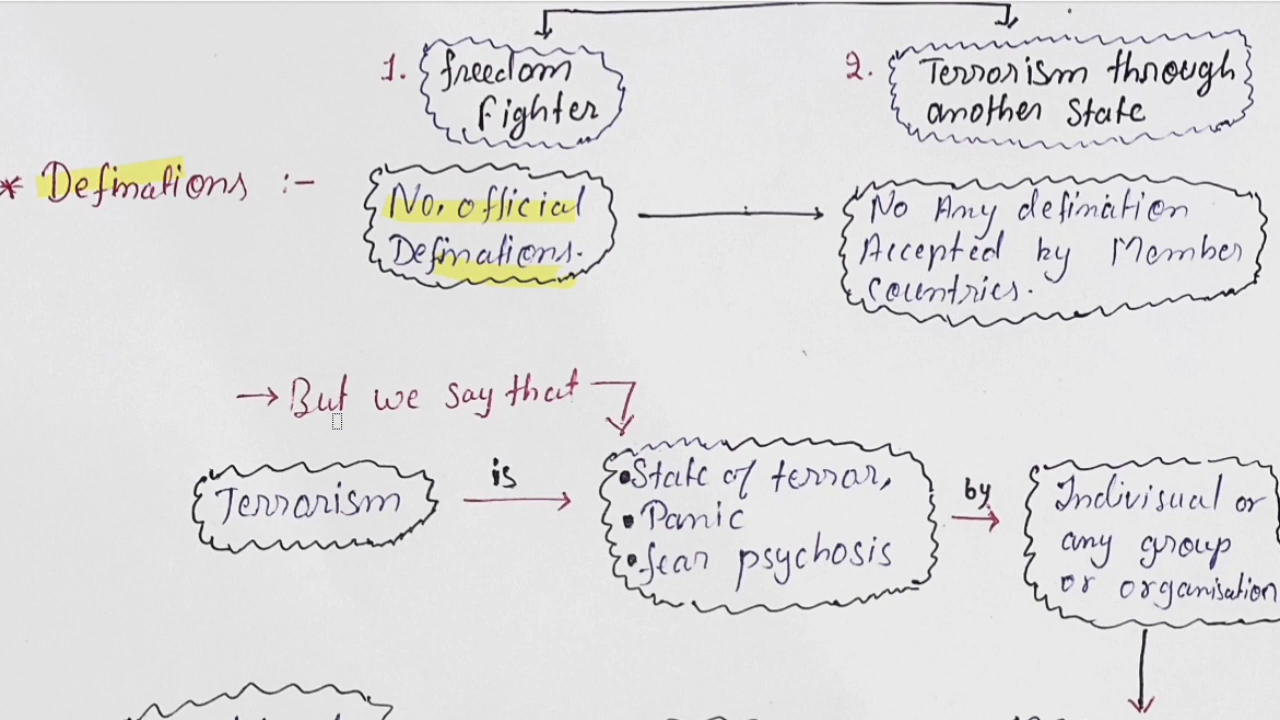 1. freedom
fighter
2. Terrorism through
another State
* Definations :-
No. official
Definations.
No Any defination
Accepted by Member
countries.
→ But we say that
Terrorism
is
• State of terror,
• Panic
• fear psychosis
by
Indivisual or
any group
or organisation